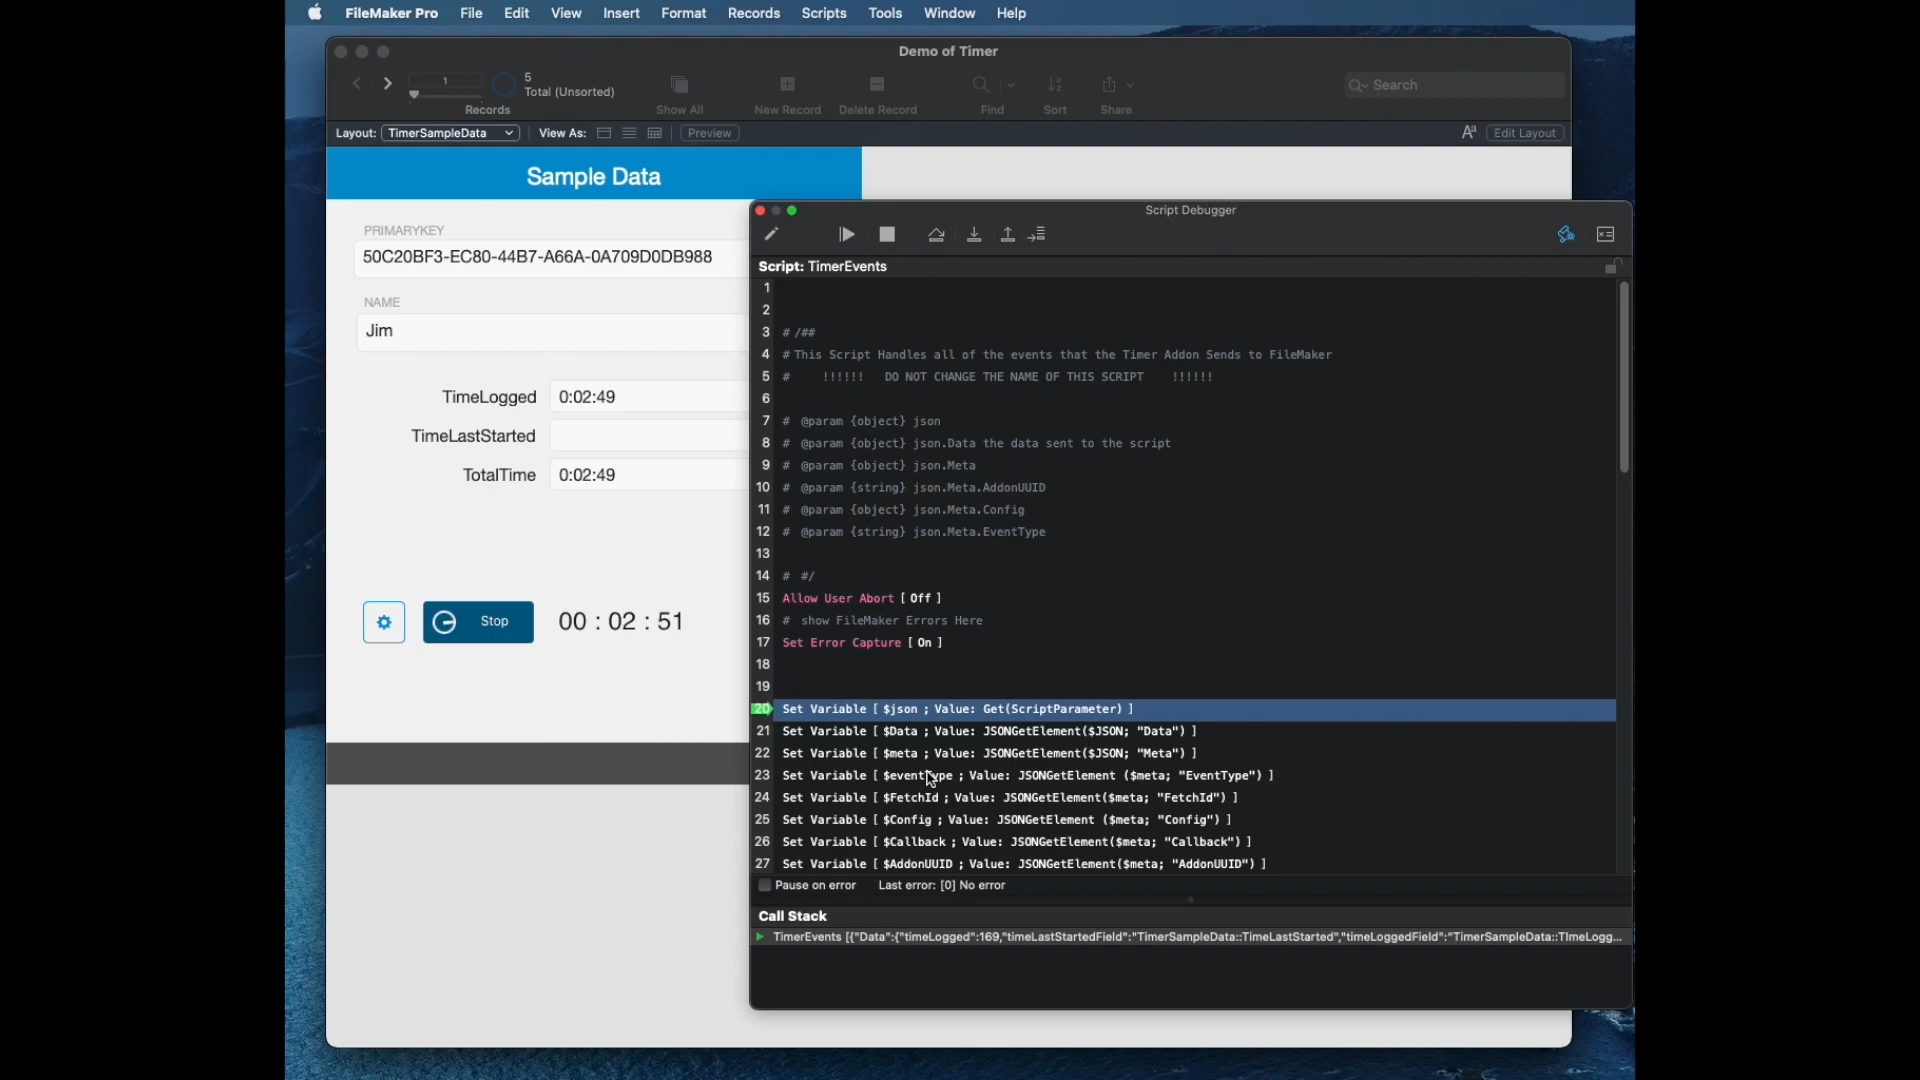 FileMaker Pro File Edit View Insert Format Records Scripts Tools Window Help
Demo of Timer
1
5
Total (Unsorted)
Records
Show All
New Record
Delete Record
Find
Sort
Share
Search
Layout: TimerSampleData
View As:
Preview
Aa
Edit Layout
Sample Data
PRIMARYKEY
50C20BF3-EC80-44B7-A66A-0A709D0DB988
NAME
Jim
TimeLogged 0:02:49
TimeLastStarted
TotalTime 0:02:49
Stop 00 : 02 : 51
Script Debugger
Script: TimerEvents
1
2
3 # /##
4 # This Script Handles all of the events that the Timer Addon Sends to FileMaker
5 # !!!!!! DO NOT CHANGE THE NAME OF THIS SCRIPT !!!!!!
6
7 # @param {object} json
8 # @param {object} json.Data the data sent to the script
9 # @param {object} json.Meta
10 # @param {string} json.Meta.AddonUUID
11 # @param {object} json.Meta.Config
12 # @param {string} json.Meta.EventType
13
14 # #/
15 Allow User Abort [ Off ]
16 # show FileMaker Errors Here
17 Set Error Capture [ On ]
18
19
20 Set Variable [ $json ; Value: Get(ScriptParameter) ]
21 Set Variable [ $Data ; Value: JSONGetElement($JSON; "Data") ]
22 Set Variable [ $meta ; Value: JSONGetElement($JSON; "Meta") ]
23 Set Variable [ $eventType ; Value: JSONGetElement ($meta; "EventType") ]
24 Set Variable [ $FetchId ; Value: JSONGetElement($meta; "FetchId") ]
25 Set Variable [ $Config ; Value: JSONGetElement ($meta; "Config") ]
26 Set Variable [ $Callback ; Value: JSONGetElement($meta; "Callback") ]
27 Set Variable [ $AddonUUID ; Value: JSONGetElement($meta; "AddonUUID") ]
Pause on error Last error: [0] No error
Call Stack
TimerEvents [{"Data":{"timeLogged":169,"timeLastStartedField":"TimerSampleData::TimeLastStarted","timeLoggedField":"TimerSampleData::TImeLogg...